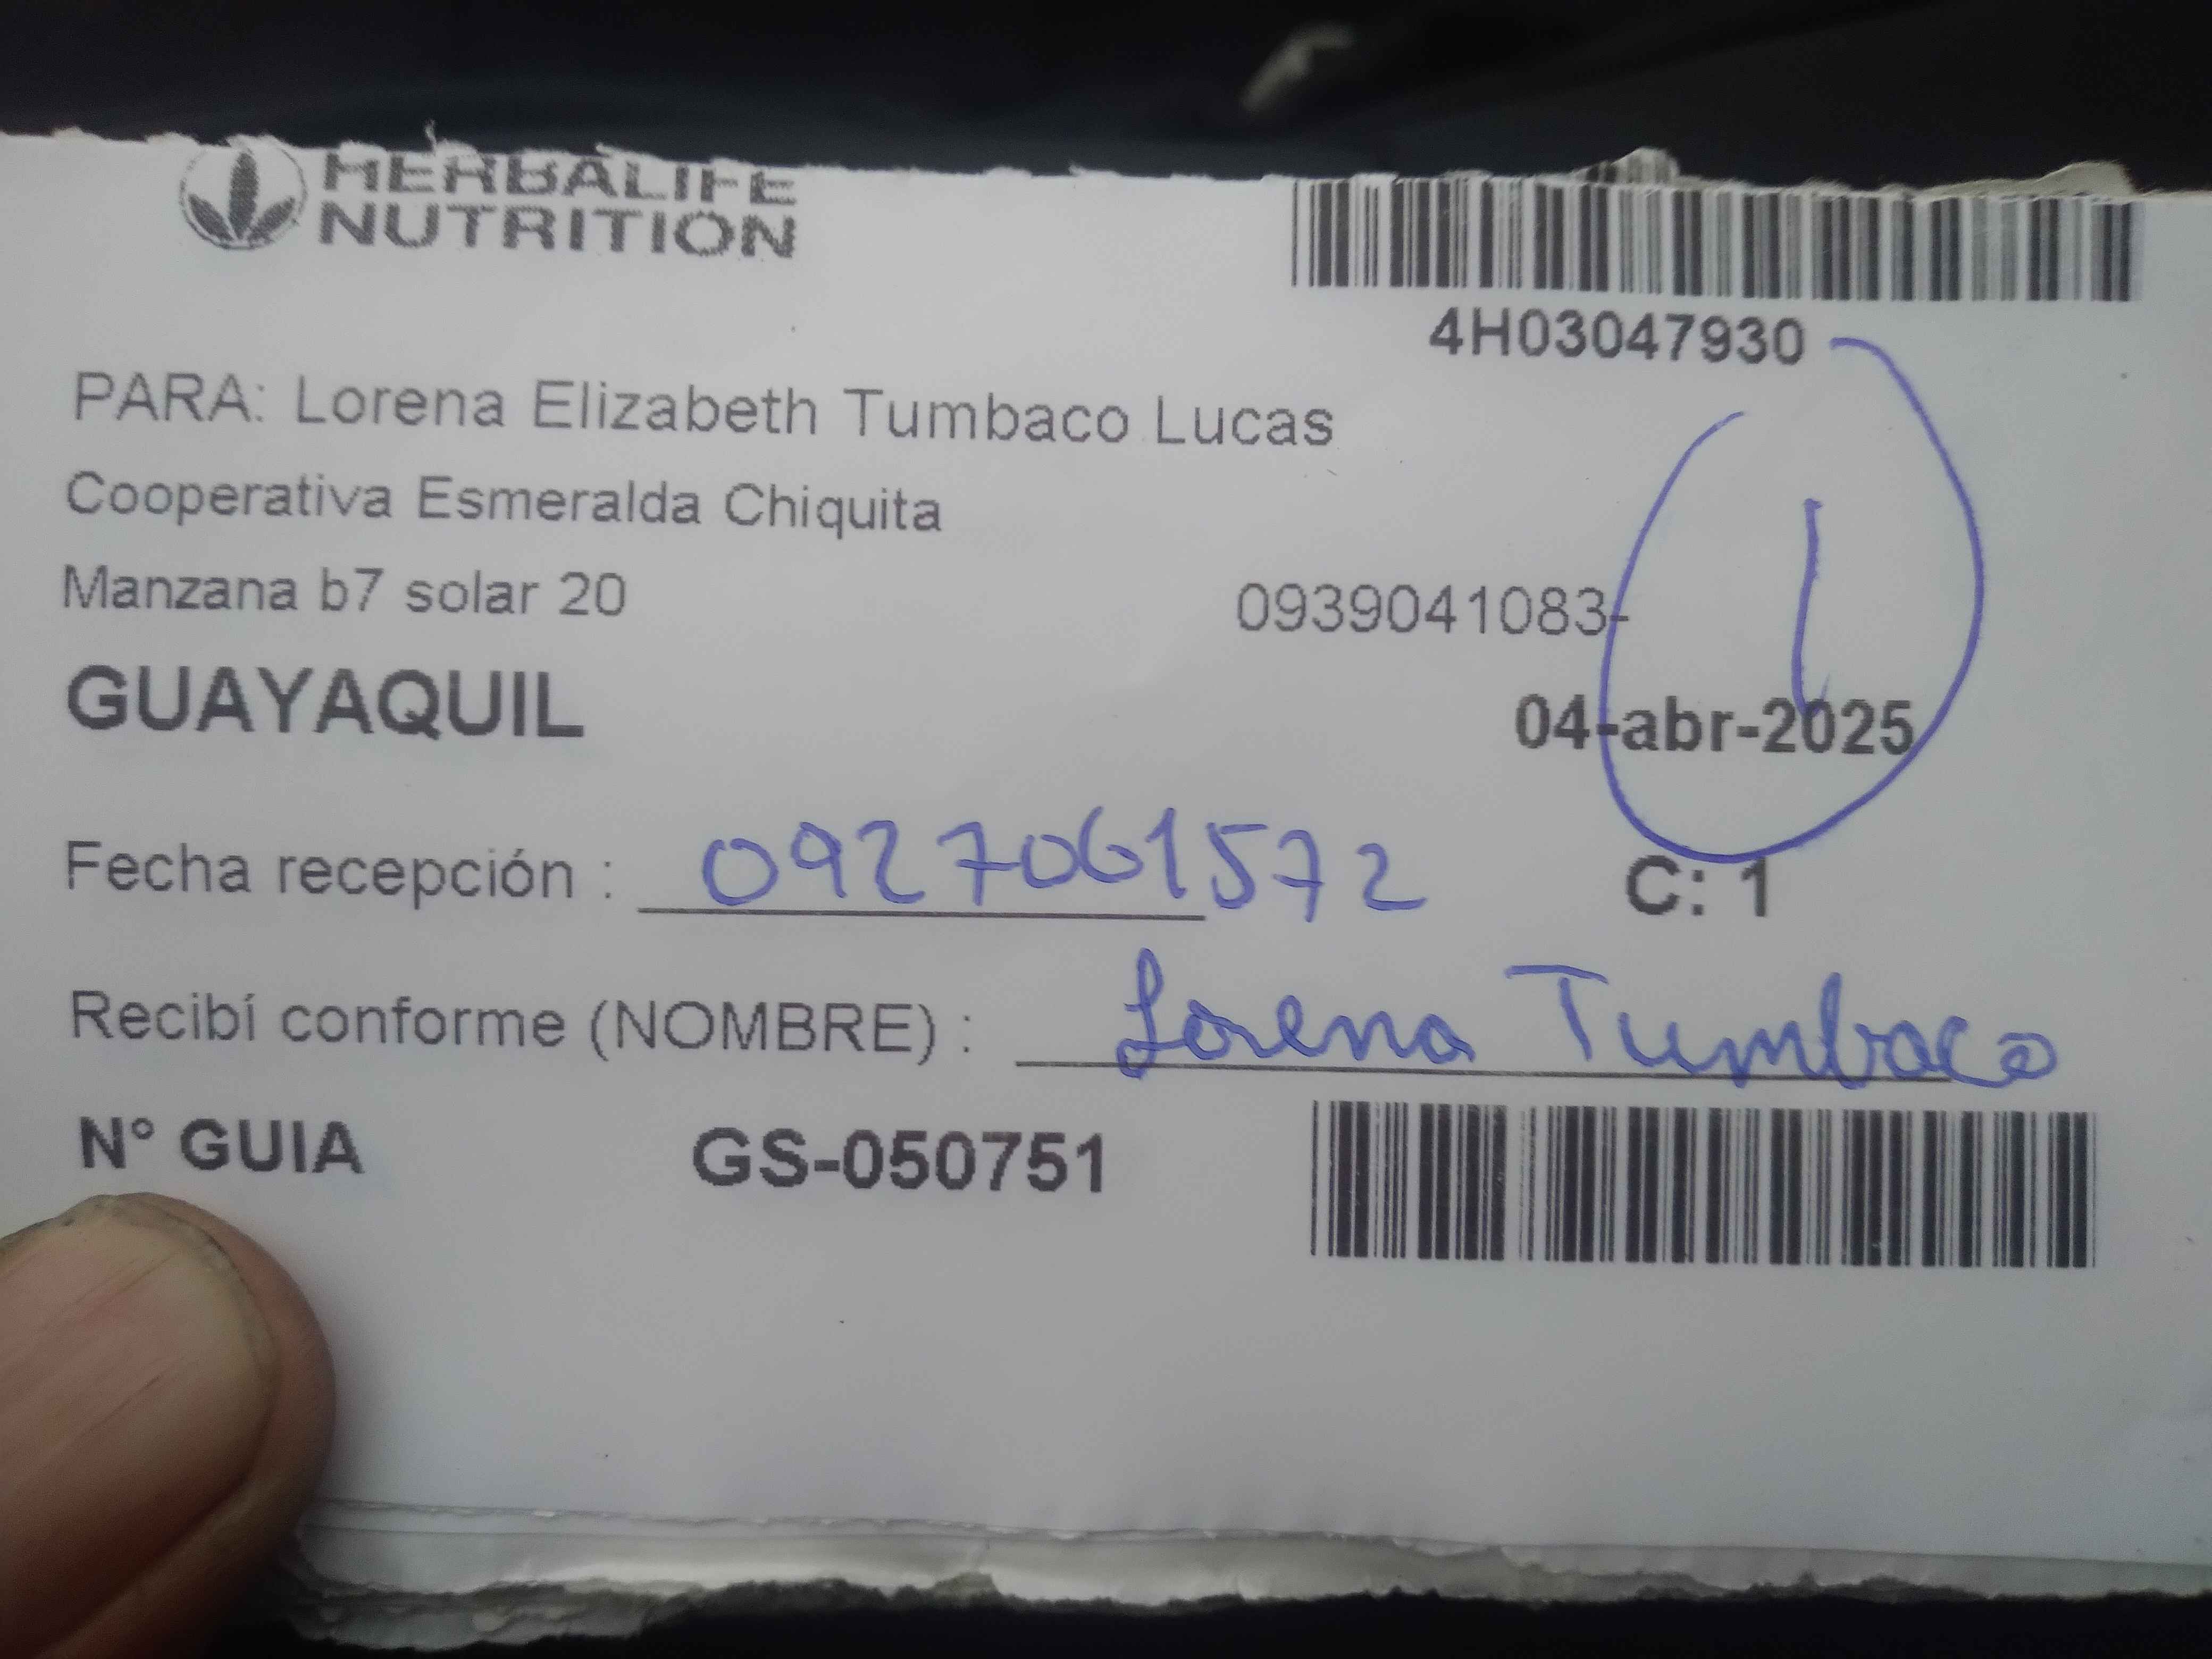 HERBALIFE
NUTRITION
4H03047930
PARA: Lorena Elizabeth Tumbaco Lucas
Cooperativa Esmeralda Chiquita
Manzana b7 solar 20
0939041083-
1
GUAYAQUIL
04-abr-2025
Fecha recepción : 0927061572
C: 1
Recibí conforme (NOMBRE) : Lorena Tumbaco
N° GUIA GS-050751